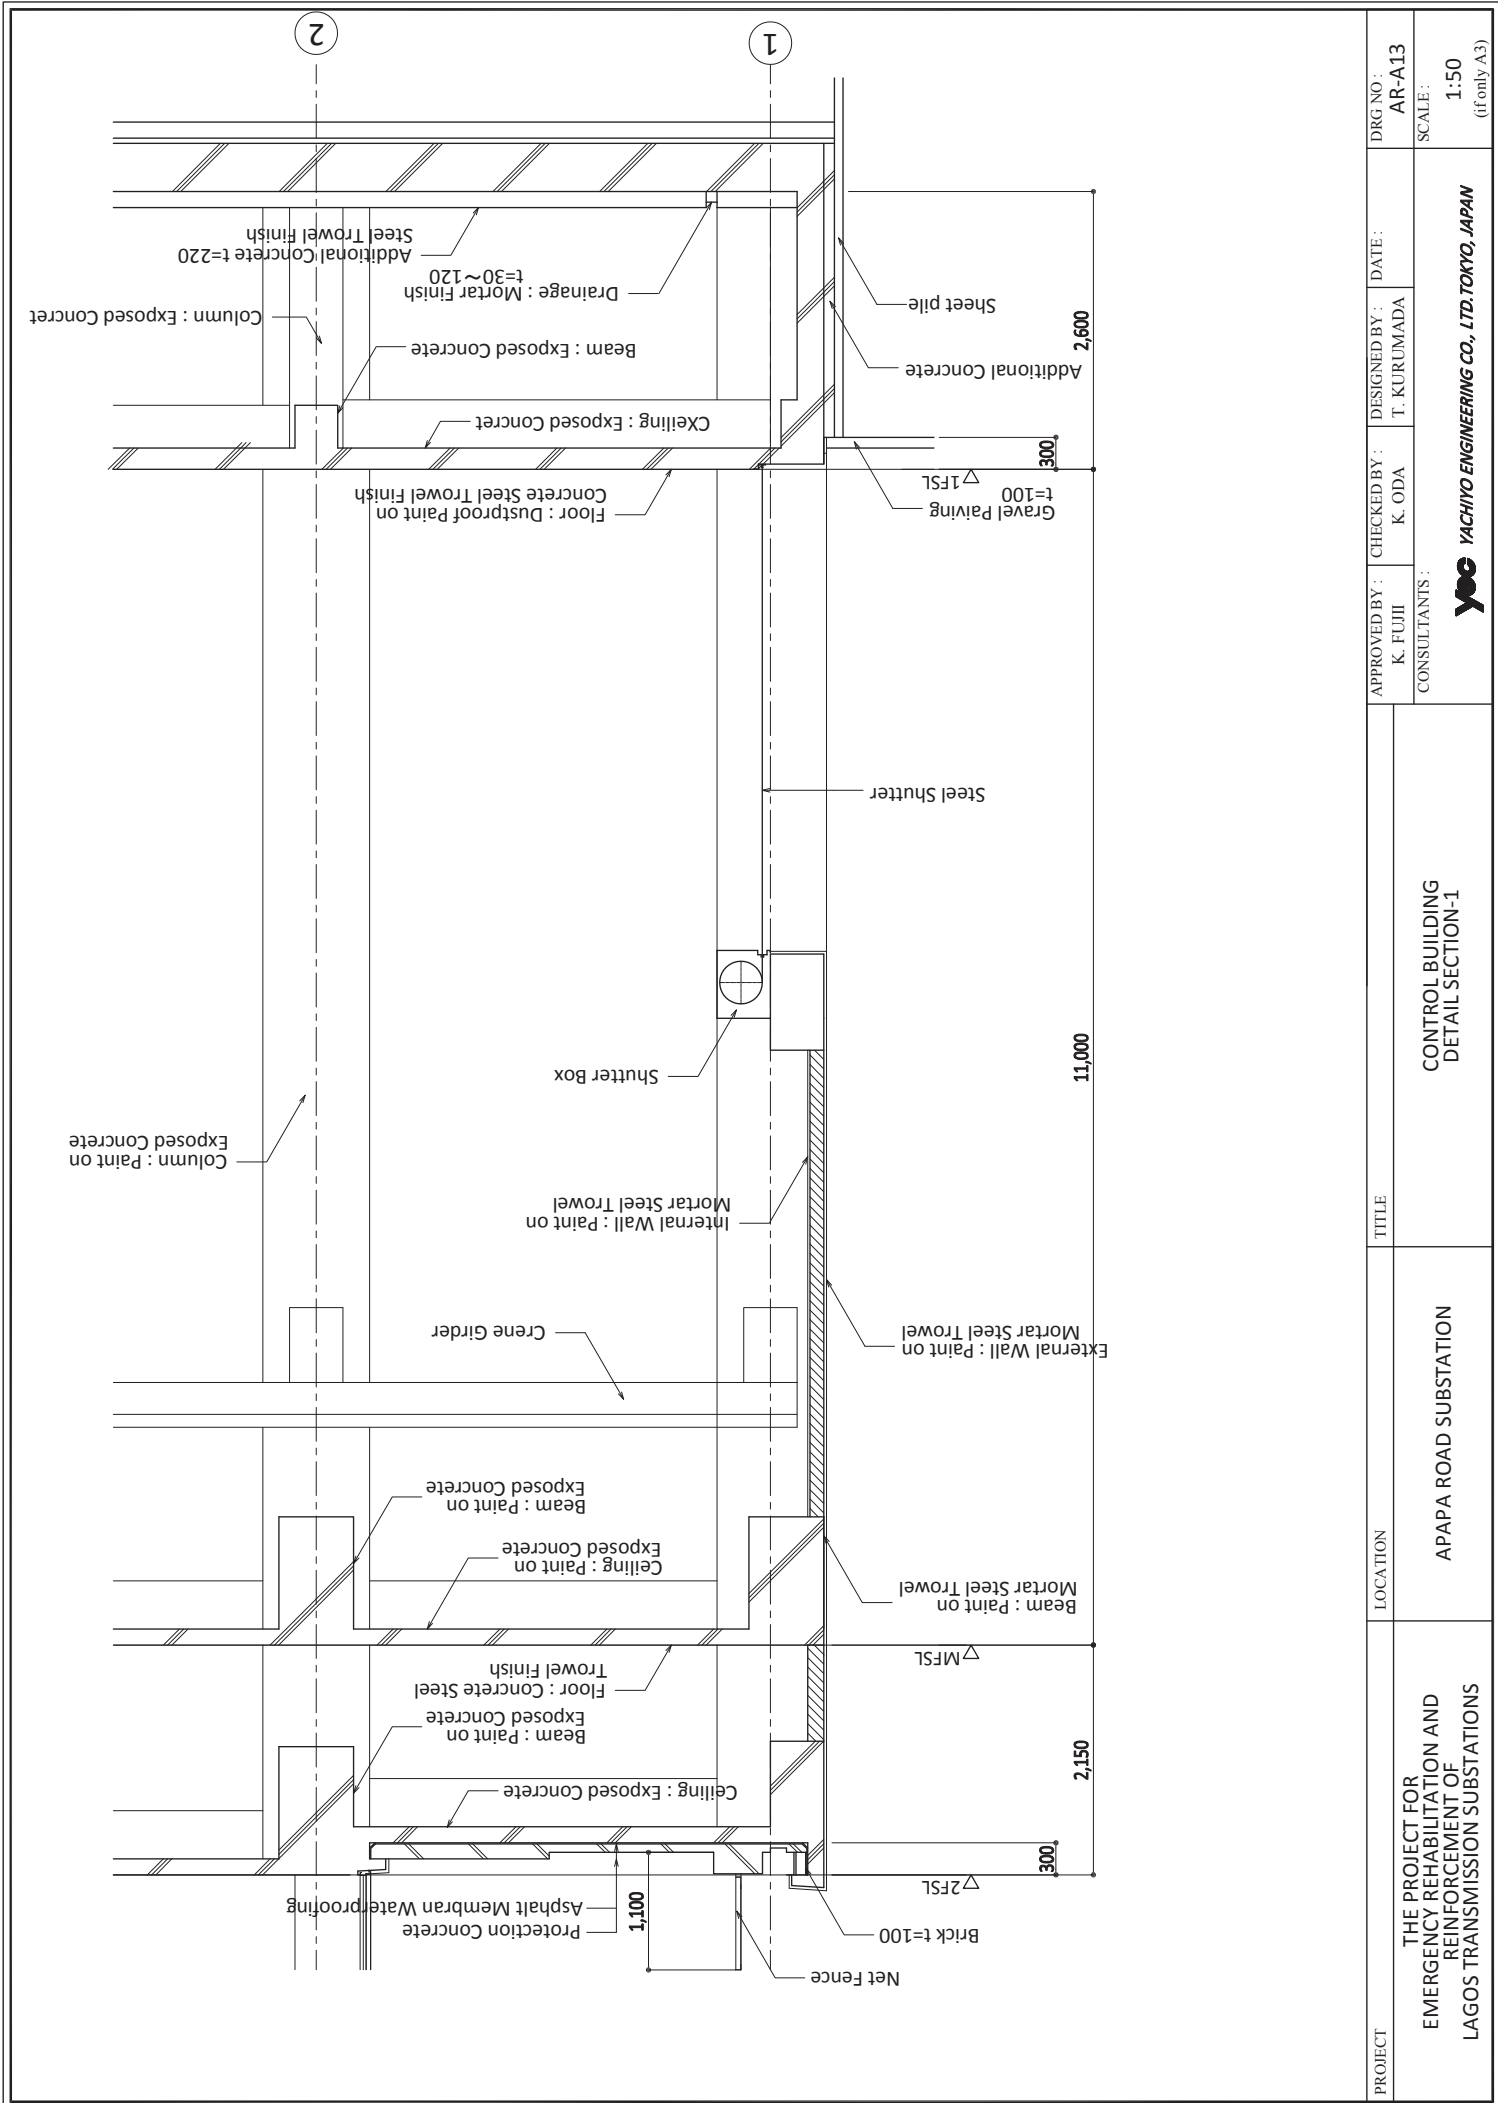 2
1
Net Fence
Brick t=100
Protection Concrete
Asphalt Membran Waterproofing
1,100
2FSL
300
Ceiling : Exposed Concrete
Beam : Paint on
Exposed Concrete
2,150
Floor : Concrete Steel
Trowel Finish
MFSL
Beam : Paint on
Mortar Steel Trowel
Ceiling : Paint on
Exposed Concrete
Beam : Paint on
Exposed Concrete
Crene Girder
External Wall : Paint on
Mortar Steel Trowel
Internal Wall : Paint on
Mortar Steel Trowel
Column : Paint on
Exposed Concrete
Shutter Box
11,000
Steel Shutter
Gravel Paiving
t=100
1FSL
Floor : Dustproof Paint on
Concrete Steel Trowel Finish
300
CXeiling : Exposed Concret
Additional Concrete
Beam : Exposed Concrete
Column : Exposed Concret
2,600
Sheet pile
Drainage : Mortar Finish
t=30~120
Additional Concrete t=220
Steel Trowel Finish
PROJECT
THE PROJECT FOR
EMERGENCY REHABILITATION AND
REINFORCEMENT OF
LAGOS TRANSMISSION SUBSTATIONS
LOCATION
APAPA ROAD SUBSTATION
TITLE
CONTROL BUILDING
DETAIL SECTION-1
APPROVED BY :
K. FUJII
CHECKED BY :
K. ODA
DESIGNED BY :
T. KURUMADA
DATE :
DRG NO :
AR-A13
CONSULTANTS :
yec YACHIYO ENGINEERING CO., LTD.TOKYO, JAPAN
SCALE :
1:50
(if only A3)